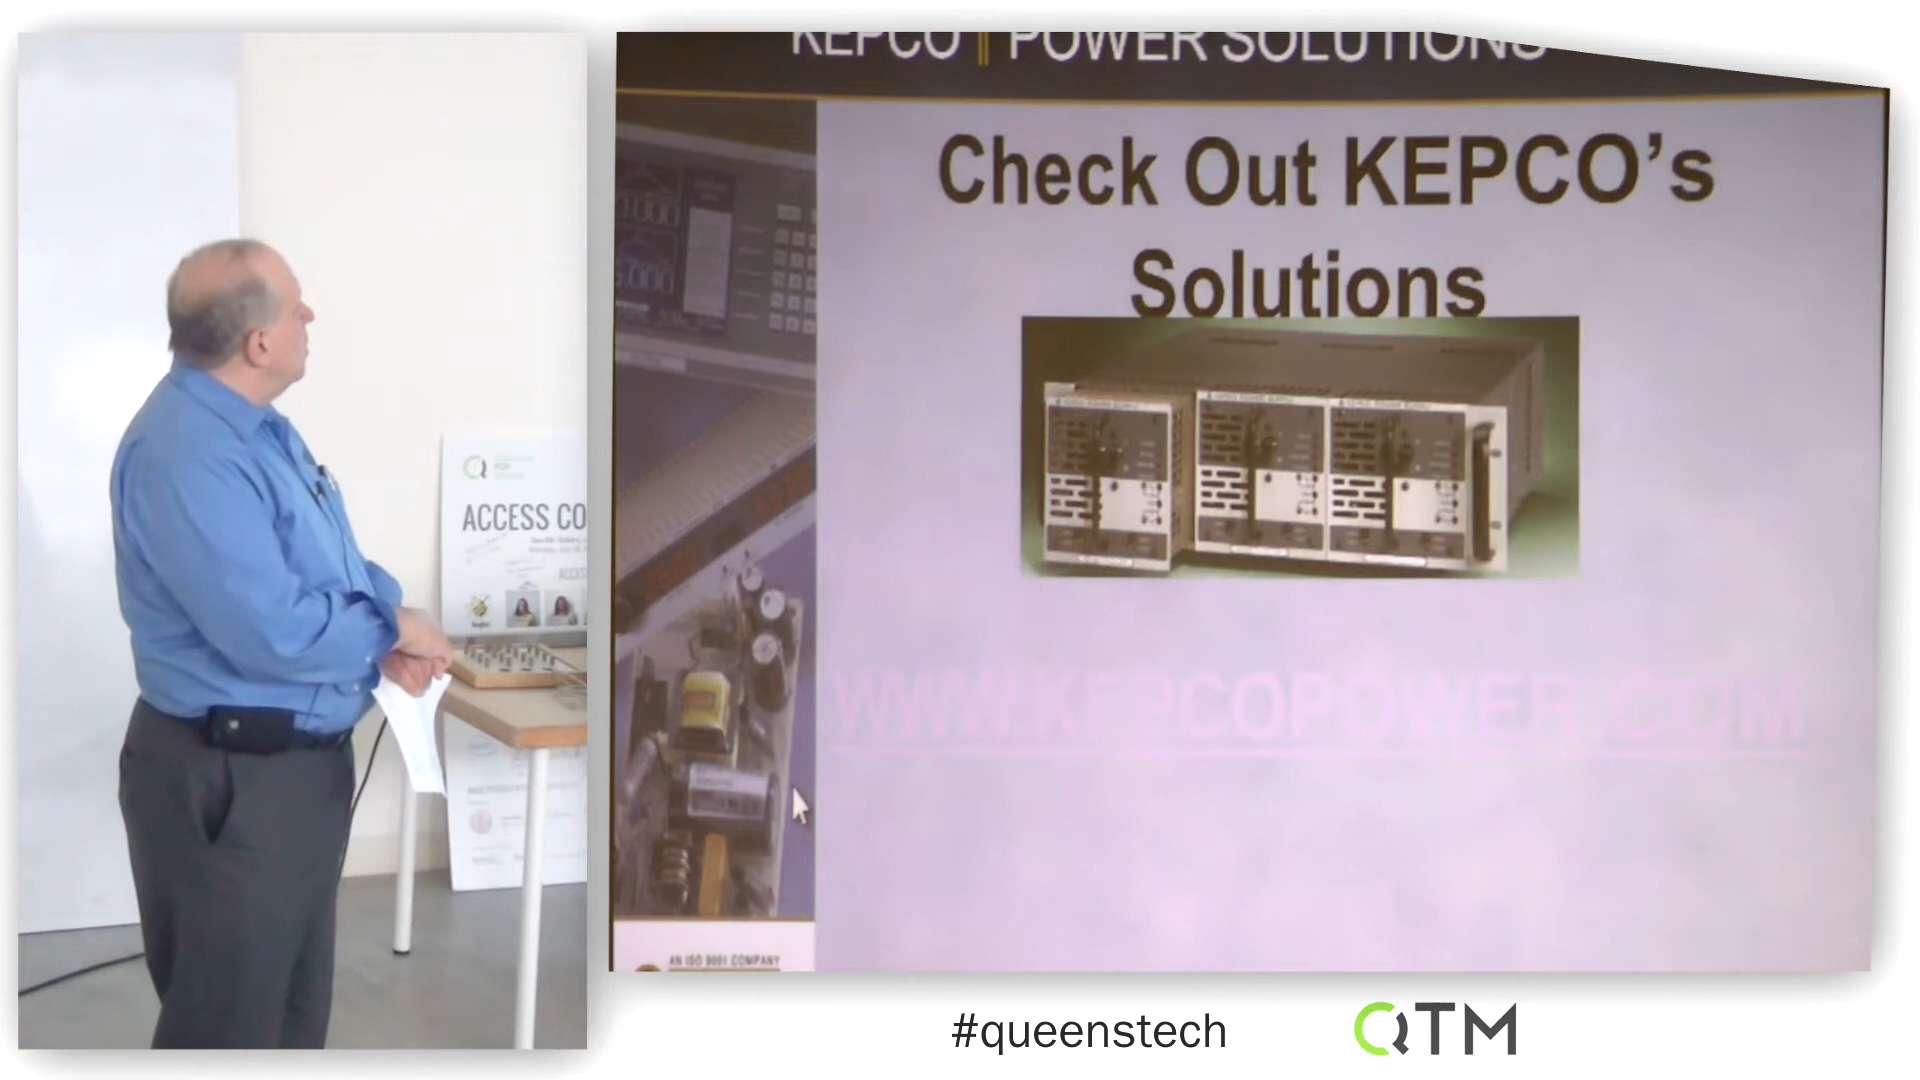 KEPCO POWER SOLUTIONS
Check Out KEPCO's
Solutions
WWW.KEPCOPOWER.COM
AN ISO 9001 COMPANY
ACCESS CO
#queenstech
QTM